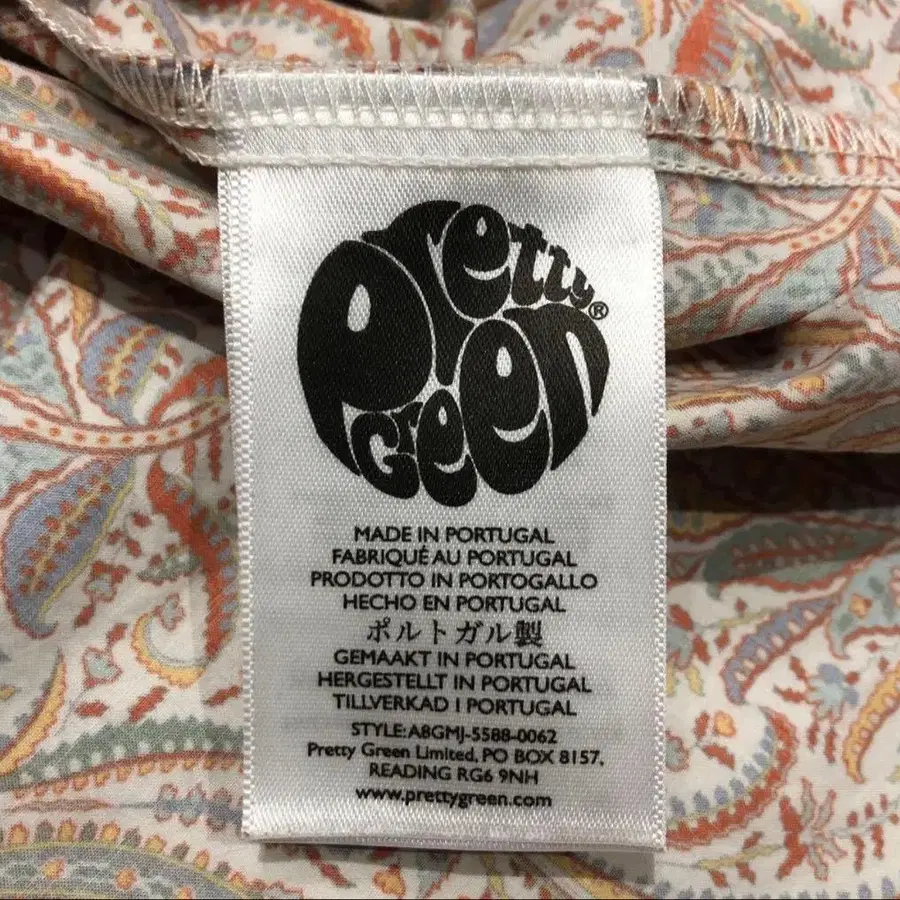 Pretty
Green®
MADE IN PORTUGAL
FABRIQUÉ AU PORTUGAL
PRODOTTO IN PORTOGALLO
HECHO EN PORTUGAL
ポルトガル製
GEMAAKT IN PORTUGAL
HERGESTELLT IN PORTUGAL
TILLVERKAD I PORTUGAL
STYLE:A8GMJ-5588-0062
Pretty Green Limited, PO BOX 8157,
READING RG6 9NH
www.prettygreen.com